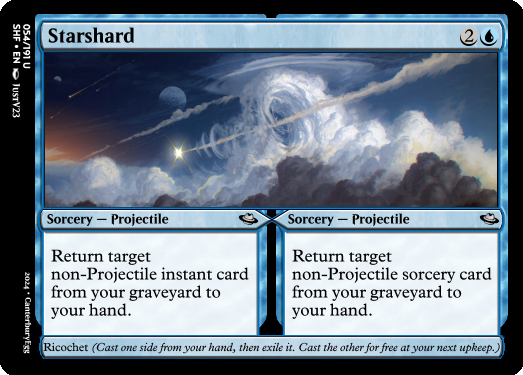 Starshard 2
Sorcery — Projectile
Return target
non-Projectile instant card
from your graveyard to
your hand.
Sorcery — Projectile
Return target
non-Projectile sorcery card
from your graveyard to
your hand.
Ricochet (Cast one side from your hand, then exile it. Cast the other for free at your next upkeep.)
054/191 U
SHF • EN lusrY23
2024 • CanterburyEgg